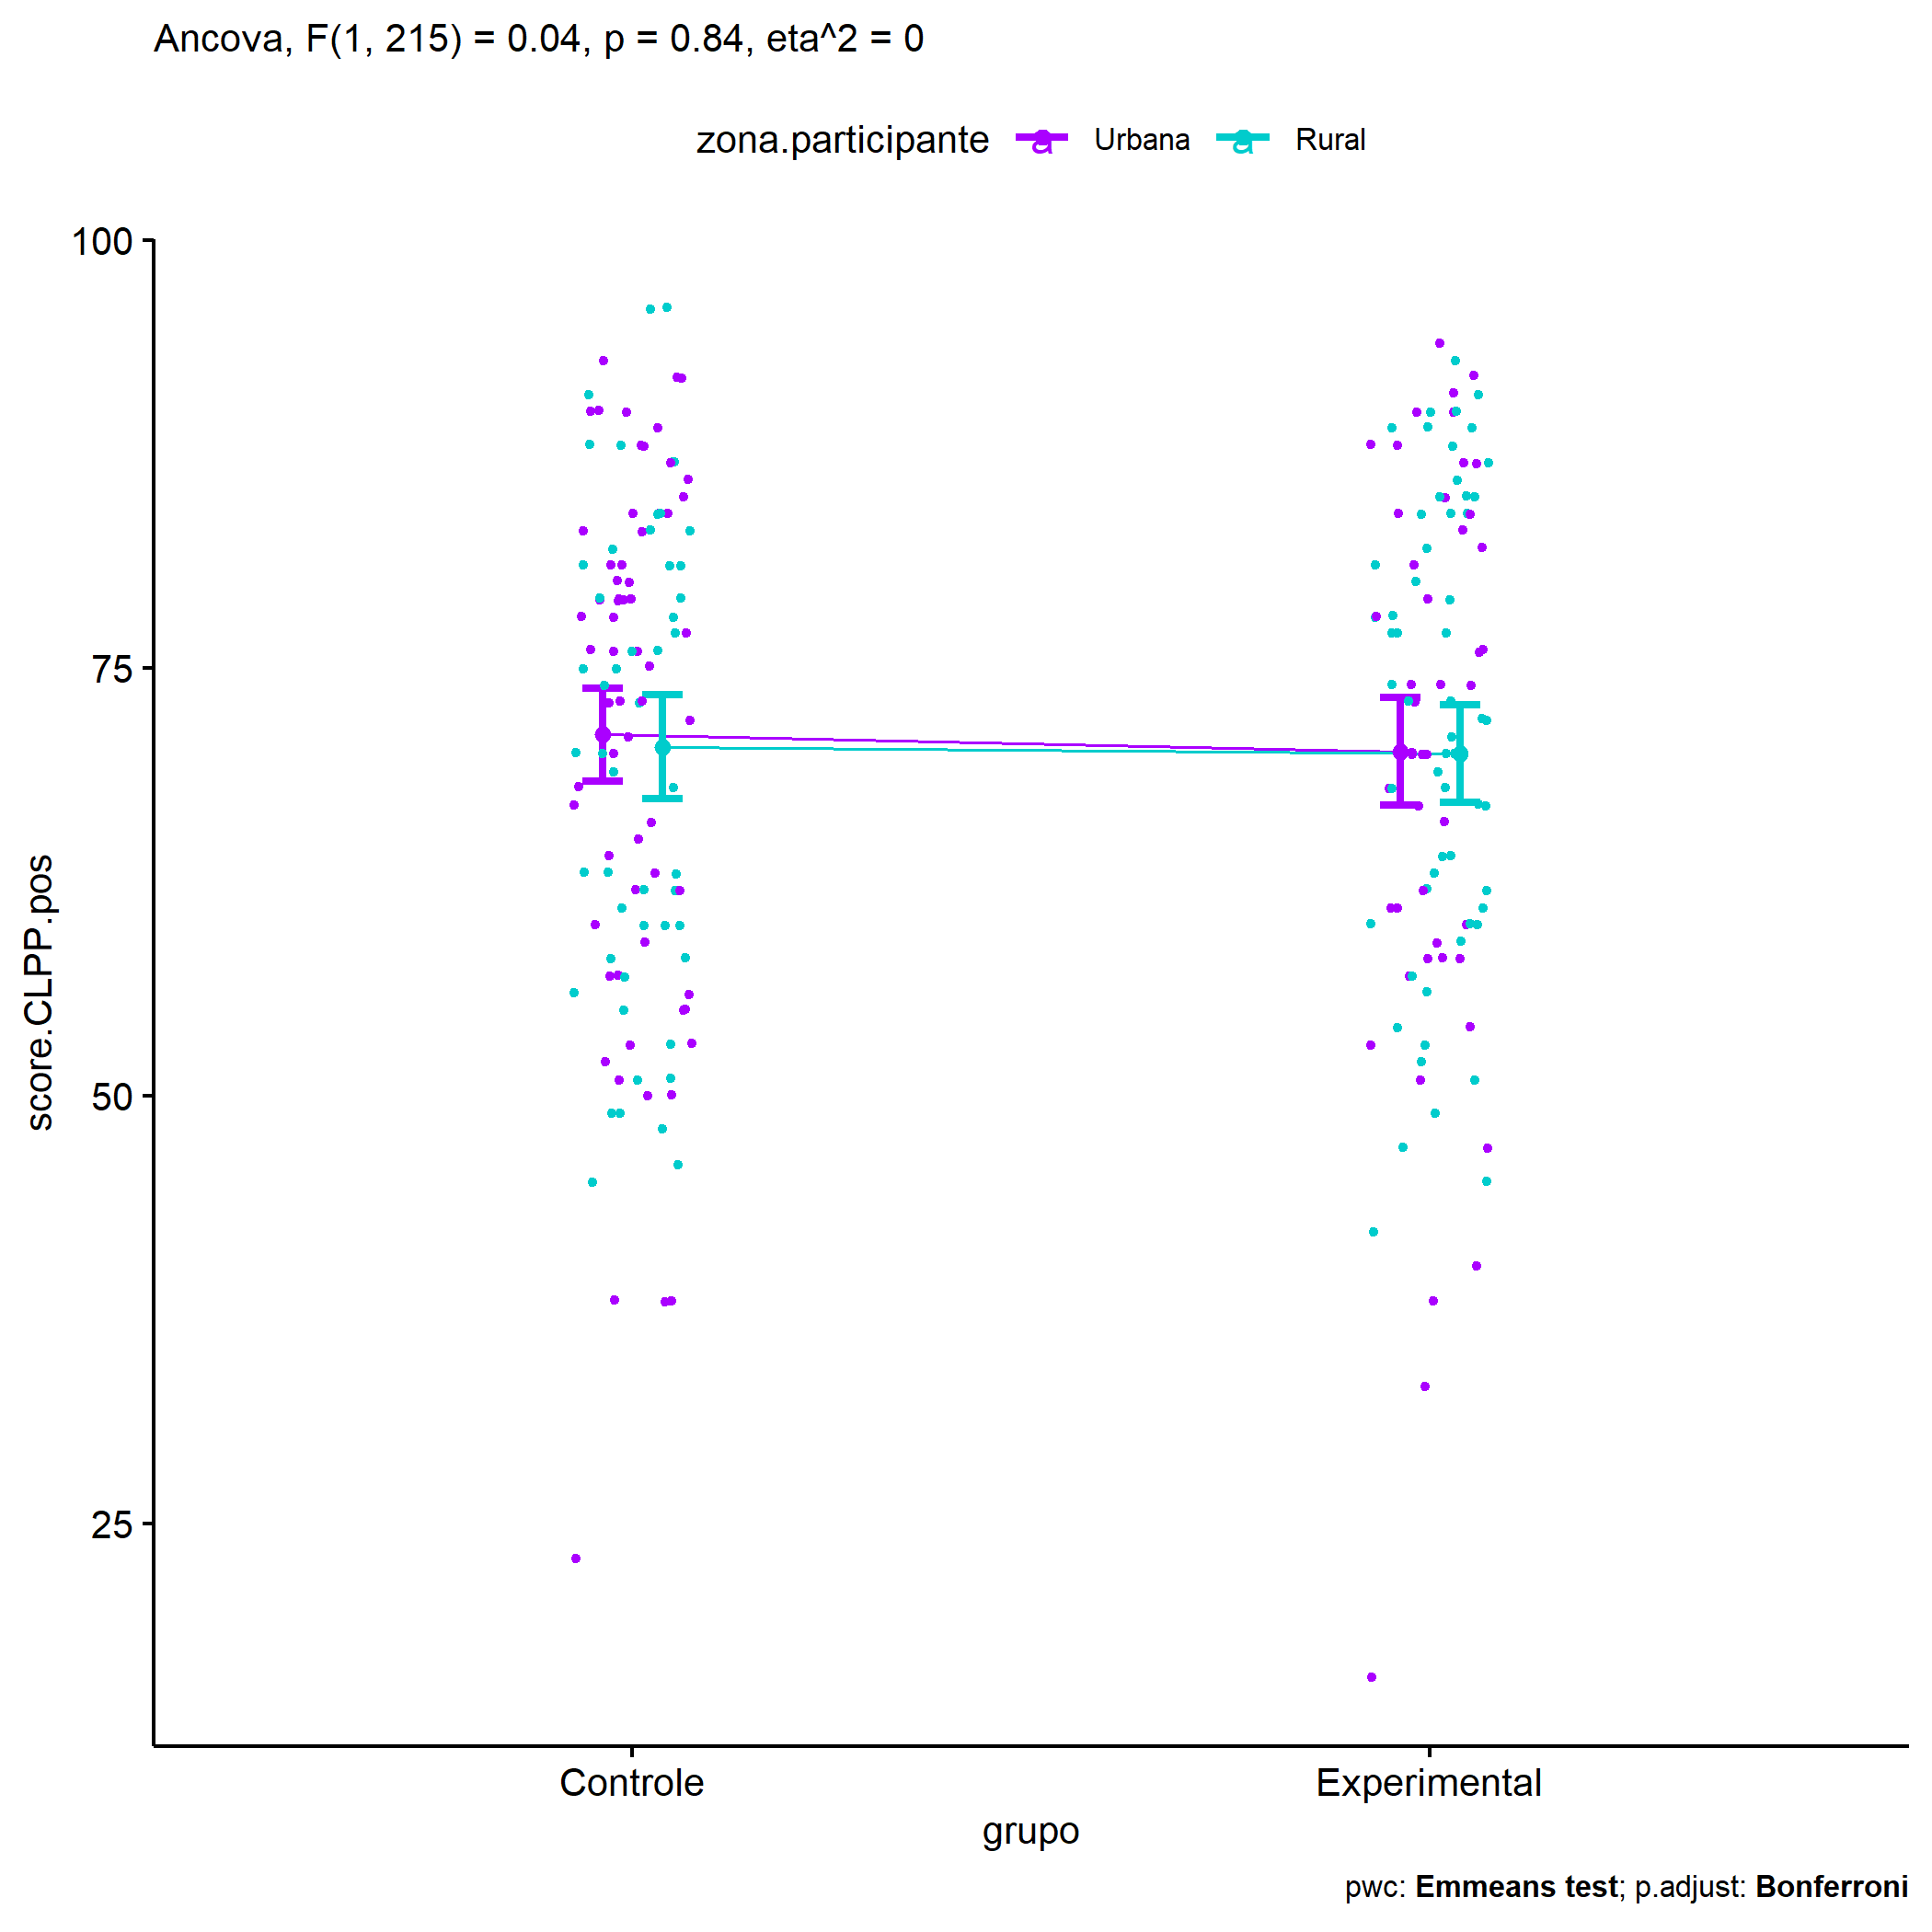 Ancova, F(1, 215) = 0.04, p = 0.84, eta^2 = 0
zona.participante a Urbana a Rural
100
75
50
25
score.CLPP.pos
Controle Experimental
grupo
pwc: Emmeans test; p.adjust: Bonferroni